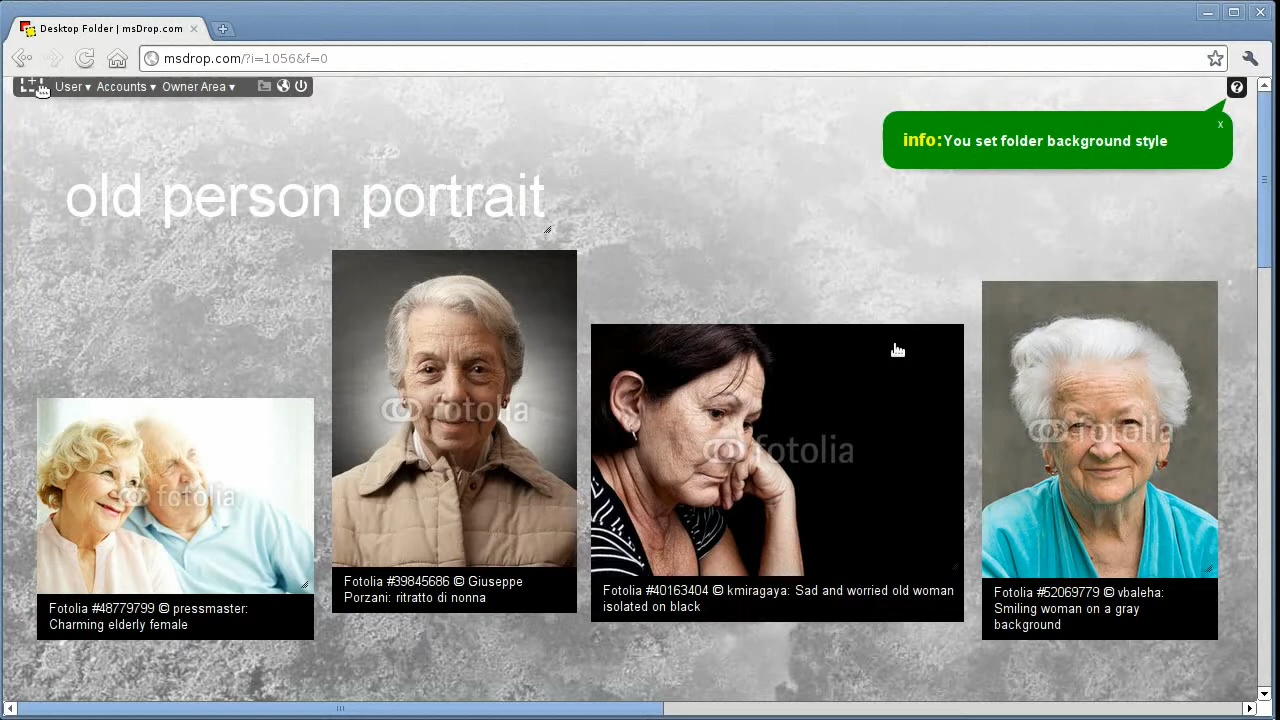 Desktop Folder | msDrop.com
msdrop.com/?i=1056&f=0
User ▾ Accounts ▾ Owner Area ▾
?
info:You set folder background style
x
old person portrait
fotolia
fotolia
fotolia
fotolia
Fotolia #48779799 © pressmaster:
Charming elderly female
Fotolia #39845686 © Giuseppe
Porzani: ritratto di nonna
Fotolia #40163404 © kmiragaya: Sad and worried old woman
isolated on black
Fotolia #52069779 © vbaleha:
Smiling woman on a gray
background